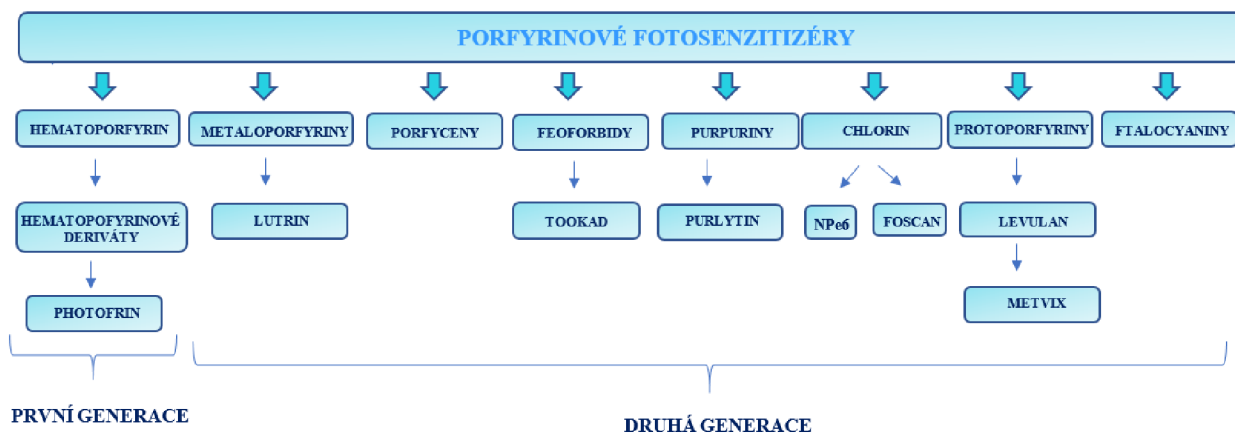 PORFYRINOVÉ FOTOSENZITIZÉRY
HEMATOPORFYRIN
METALOPORFYRINY
PORFYCENY
FEOFORBIDY
PURPURINY
CHLORIN
PROTOPORFYRINY
FTALOCYANINY
HEMATOPOFYRINOVÉ
DERIVÁTY
LUTRIN
TOOKAD
PURLYTIN
NPe6
FOSCAN
LEVULAN
PHOTOFRIN
METVIX
PRVNÍ GENERACE
DRUHÁ GENERACE